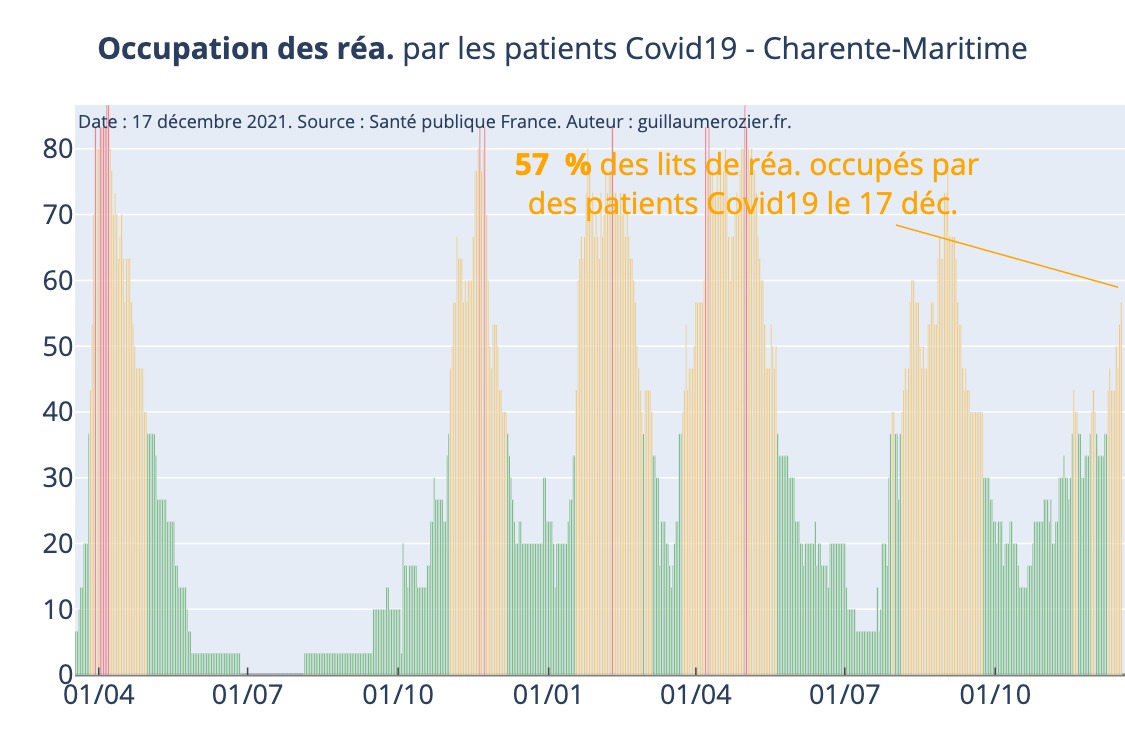 Occupation des réa. par les patients Covid19 - Charente-Maritime
Date : 17 décembre 2021. Source : Santé publique France. Auteur : guillaumerozier.fr.
57  % des lits de réa. occupés par
des patients Covid19 le 17 déc.
80
70
60
50
40
30
20
10
0
01/04 01/07 01/10 01/01 01/04 01/07 01/10